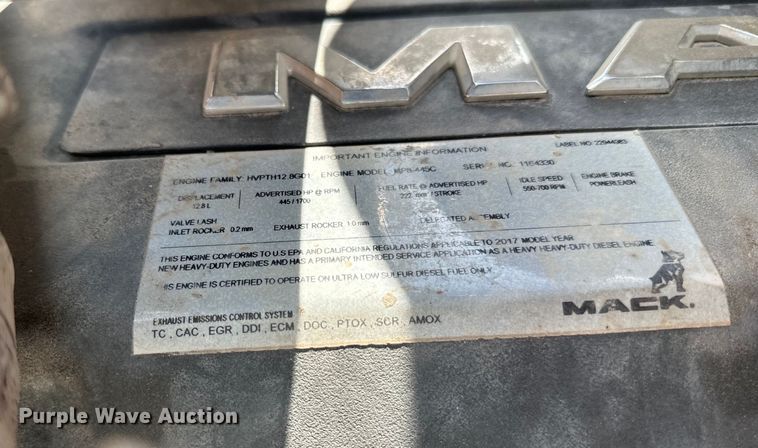 MA
IMPORTANT ENGINE INFORMATION LABEL NO. 22944383
ENGINE FAMILY: HVPTH12.8G01 ENGINE MODEL: MP8-445C SERIAL NO. 1164330
DISPLACEMENT ADVERTISED HP @ RPM FUEL RATE @ ADVERTISED HP IDLE SPEED ENGINE BRAKE
12.8 L 445 / 1700 222 mm³ / STROKE 550-700 RPM POWERLEASH
VALVE LASH
INLET ROCKER 0.2 mm EXHAUST ROCKER 1.0 mm DELEGATED ASSEMBLY
THIS ENGINE CONFORMS TO U.S EPA AND CALIFORNIA REGULATIONS APPLICABLE TO 2017 MODEL YEAR
NEW HEAVY-DUTY ENGINES AND HAS A PRIMARY INTENDED SERVICE APPLICATION AS A HEAVY HEAVY-DUTY DIESEL ENGINE
THIS ENGINE IS CERTIFIED TO OPERATE ON ULTRA LOW SULFUR DIESEL FUEL ONLY.
MACK.
EXHAUST EMISSIONS CONTROL SYSTEM
TC , CAC , EGR , DDI , ECM , DOC , PTOX , SCR , AMOX
Purple Wave Auction